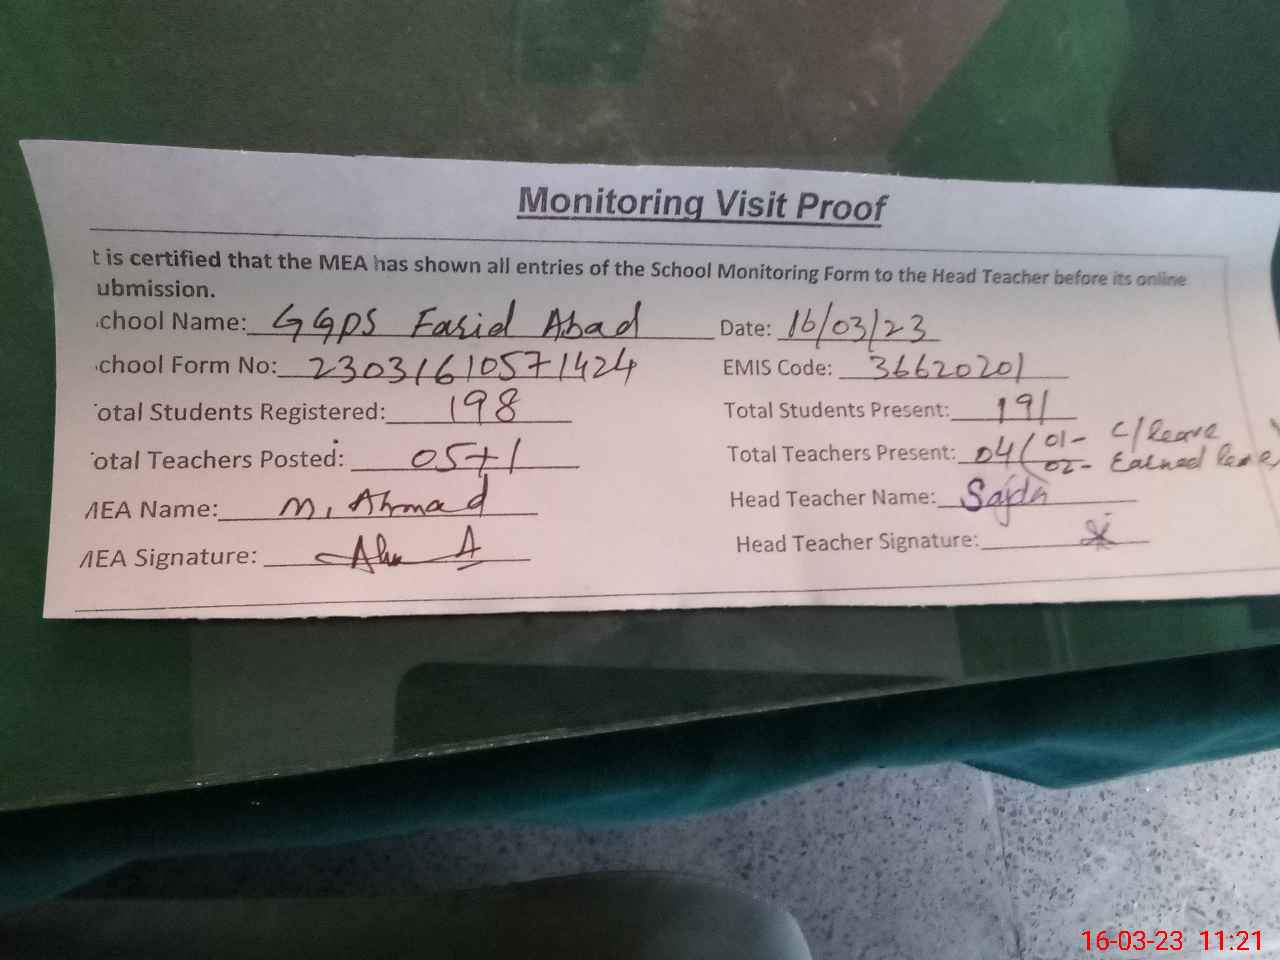 Monitoring Visit Proof
t is certified that the MEA has shown all entries of the School Monitoring Form to the Head Teacher before its online
ubmission.
chool Name: GGPS Farid Abad Date: 16/03/23
chool Form No: 23031610571424 EMIS Code: 36620201
otal Students Registered: 198 Total Students Present: 191
otal Teachers Posted: 05+1 Total Teachers Present: 04 (01- C/leave
02- Earned leave)
MEA Name: M. Ahmad Head Teacher Name: Sajda
MEA Signature: Head Teacher Signature:
16-03-23 11:21